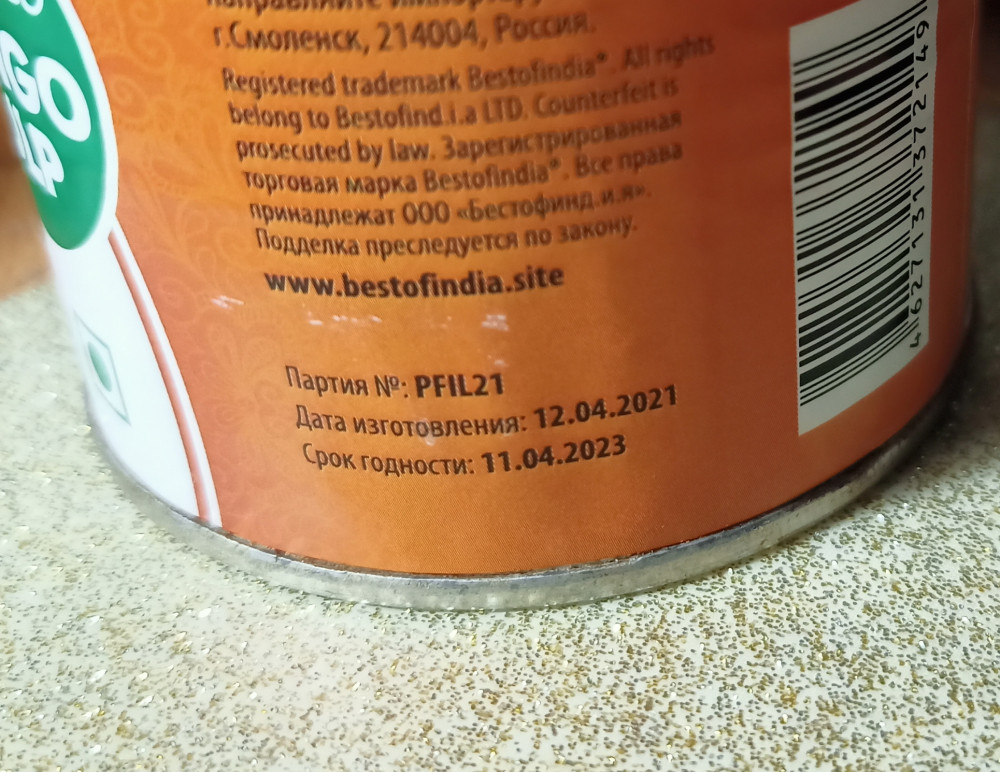 GO
LP
г.Смоленск, 214004, Россия.
Registered trademark Bestofindia®. All rights
belong to Bestofind.i.a LTD. Counterfeit is
prosecuted by law. Зарегистрированная
торговая марка Bestofindia®. Все права
принадлежат ООО «Бестофинд.и.я».
Подделка преследуется по закону.
www.bestofindia.site
Партия №: PFIL21
Дата изготовления: 12.04.2021
Срок годности: 11.04.2023
4627131372149